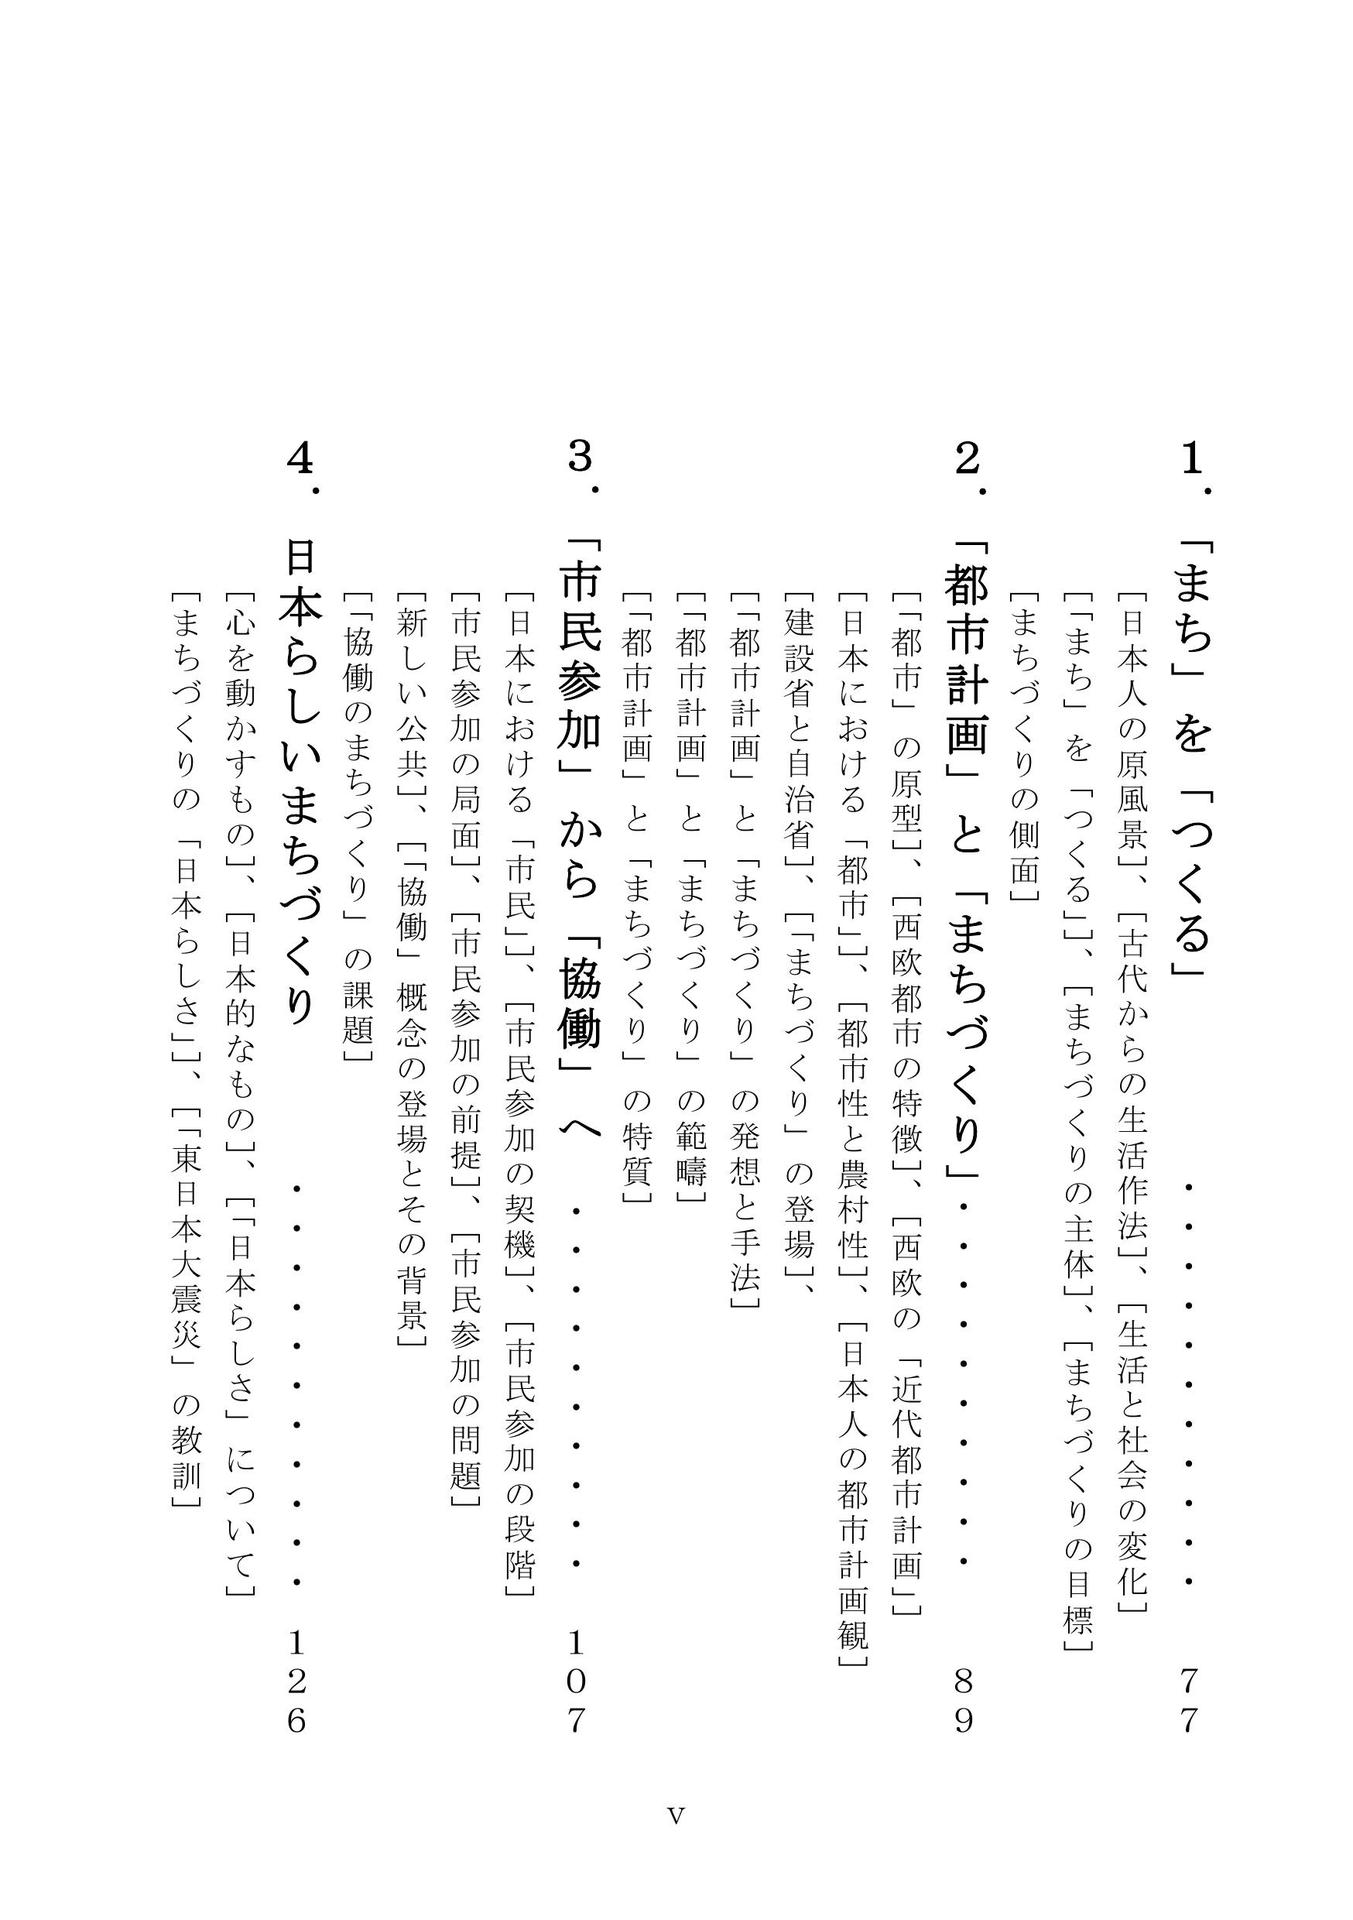 1．「まち」を「つくる」　・・・・・・・・・・・　77
［日本人の原風景］、［古代からの生活作法］、［生活と社会の変化］
［「まち」を「つくる」］、［まちづくりの主体］、［まちづくりの目標］
［まちづくりの側面］
2．「都市計画」と「まちづくり」・・・・・・・・・・　89
［「都市」の原型］、［西欧都市の特徴］、［西欧の「近代都市計画」］
［日本における「都市」］、［都市性と農村性］、［日本人の都市計画観］
［建設省と自治省］、［「まちづくり」の登場］、
［「都市計画」と「まちづくり」の発想と手法］
［「都市計画」と「まちづくり」の範疇］
［「都市計画」と「まちづくり」の特質］
3．「市民参加」から「協働」へ　・・・・・・・・・・　107
［日本における「市民」］、［市民参加の契機］、［市民参加の段階］
［市民参加の局面］、［市民参加の前提］、［市民参加の問題］
［新しい公共］、［「協働」概念の登場とその背景］
［「協働のまちづくり」の課題］
4．日本らしいまちづくり　・・・・・・・・・・・　126
［心を動かすもの］、［日本的なもの］、［「日本らしさ」について］
［まちづくりの「日本らしさ」］、［「東日本大震災」の教訓］
v